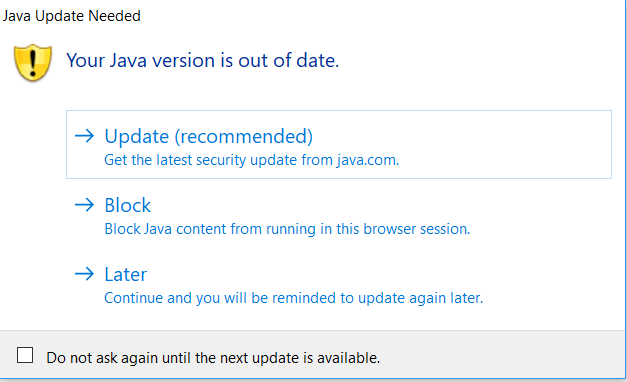 Java Update Needed
Your Java version is out of date.
Update (recommended)
Get the latest security update from java.com.
Block
Block Java content from running in this browser session.
Later
Continue and you will be reminded to update again later.
Do not ask again until the next update is available.